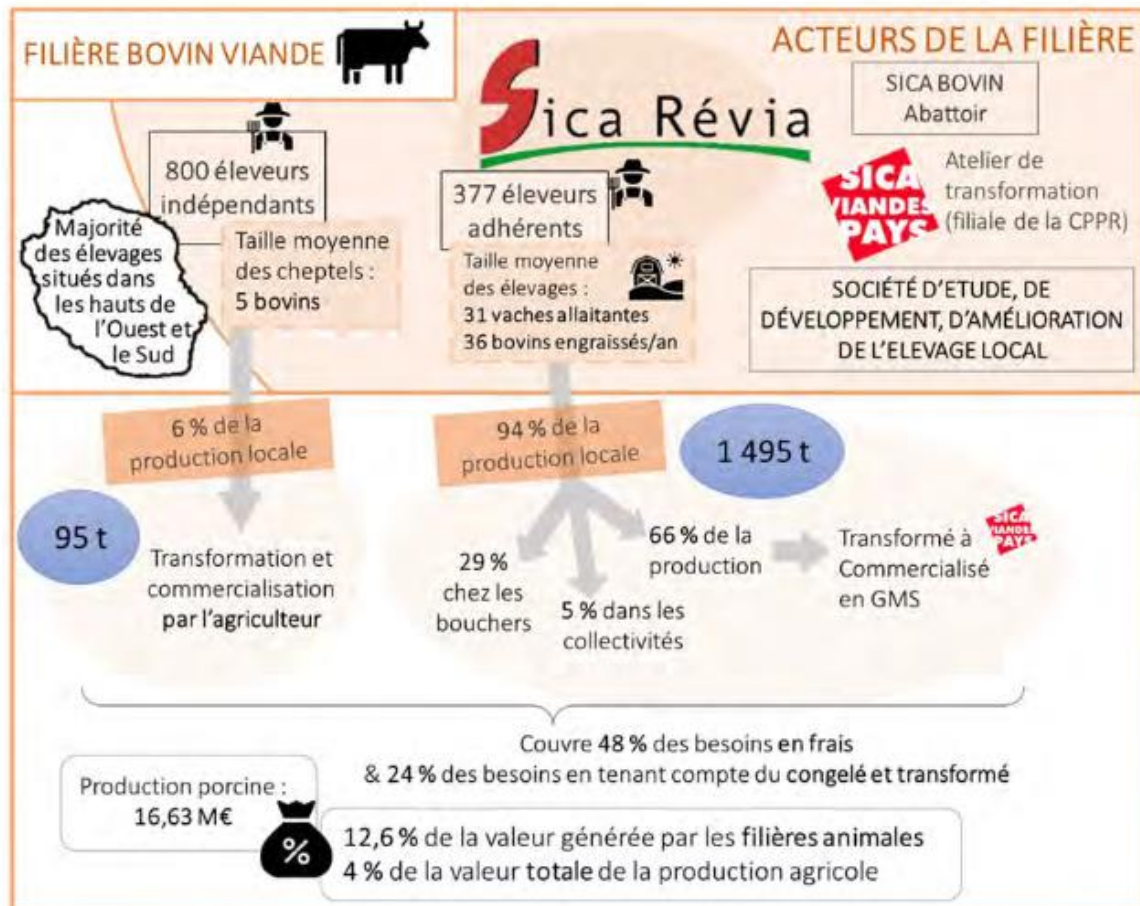 FILIÈRE BOVIN VIANDE
ACTEURS DE LA FILIÈRE
Sica Révia
SICA BOVIN
Abattoir
SICA
VIANDES
PAYS
Atelier de
transformation
(filiale de la CPPR)
SOCIÉTÉ D'ETUDE, DE
DÉVELOPPEMENT, D'AMÉLIORATION
DE L'ELEVAGE LOCAL
800 éleveurs
indépendants
Taille moyenne
des cheptels :
5 bovins
Majorité
des élevages
situés dans
les hauts de
l'Ouest et
le Sud
377 éleveurs
adhérents
Taille moyenne
des élevages :
31 vaches allaitantes
36 bovins engraissés/an
6 % de la
production locale
94 % de la
production locale
1 495 t
95 t
Transformation et
commercialisation
par l'agriculteur
29 %
chez les
bouchers
5 % dans les
collectivités
66 % de la
production
Transformé à
Commercialisé
en GMS
SICA
VIANDES
PAYS
Couvre 48 % des besoins en frais
& 24 % des besoins en tenant compte du congelé et transformé
Production porcine :
16,63 M€
%
12,6 % de la valeur générée par les filières animales
4 % de la valeur totale de la production agricole